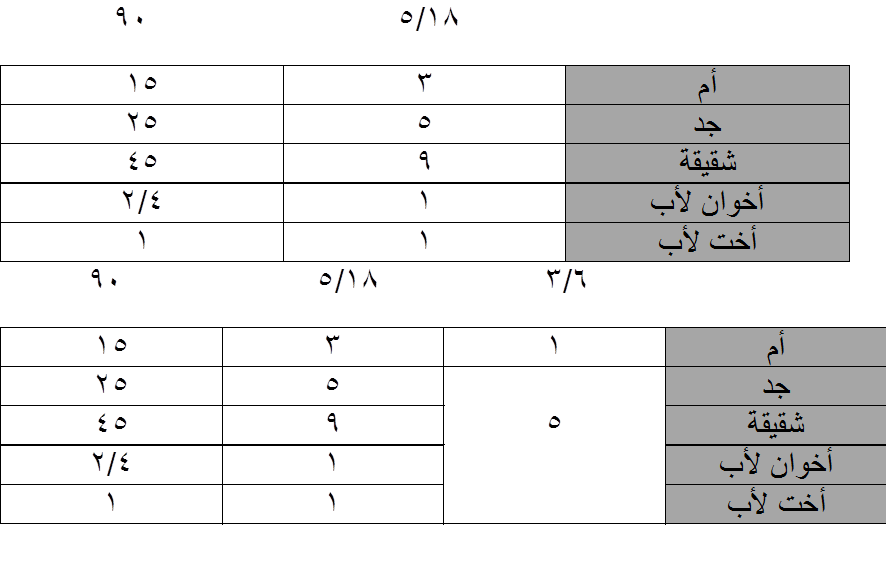 ٥/١٨ ٩٠
أم ٣ ١٥
جد ٥ ٢٥
شقيقة ٩ ٤٥
أخوان لأب ١ ٢/٤
أخت لأب ١ ١
٣/٦ ٥/١٨ ٩٠
أم ١ ٣ ١٥
جد ٥ ٥ ٢٥
شقيقة ٩ ٤٥
أخوان لأب ١ ٢/٤
أخت لأب ١ ١